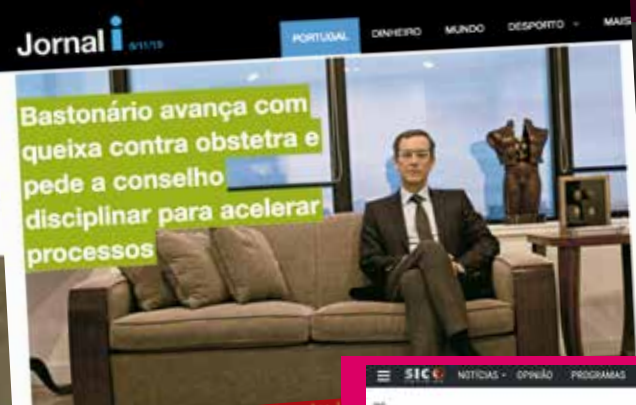 Jornal i
PORTUGAL DINHEIRO MUNDO DESPORTO MAIS
Bastonário avança com
queixa contra obstetra e
pede a conselho
disciplinar para acelerar
processos
SIC NOTÍCIAS OPINIÃO PROGRAMAS